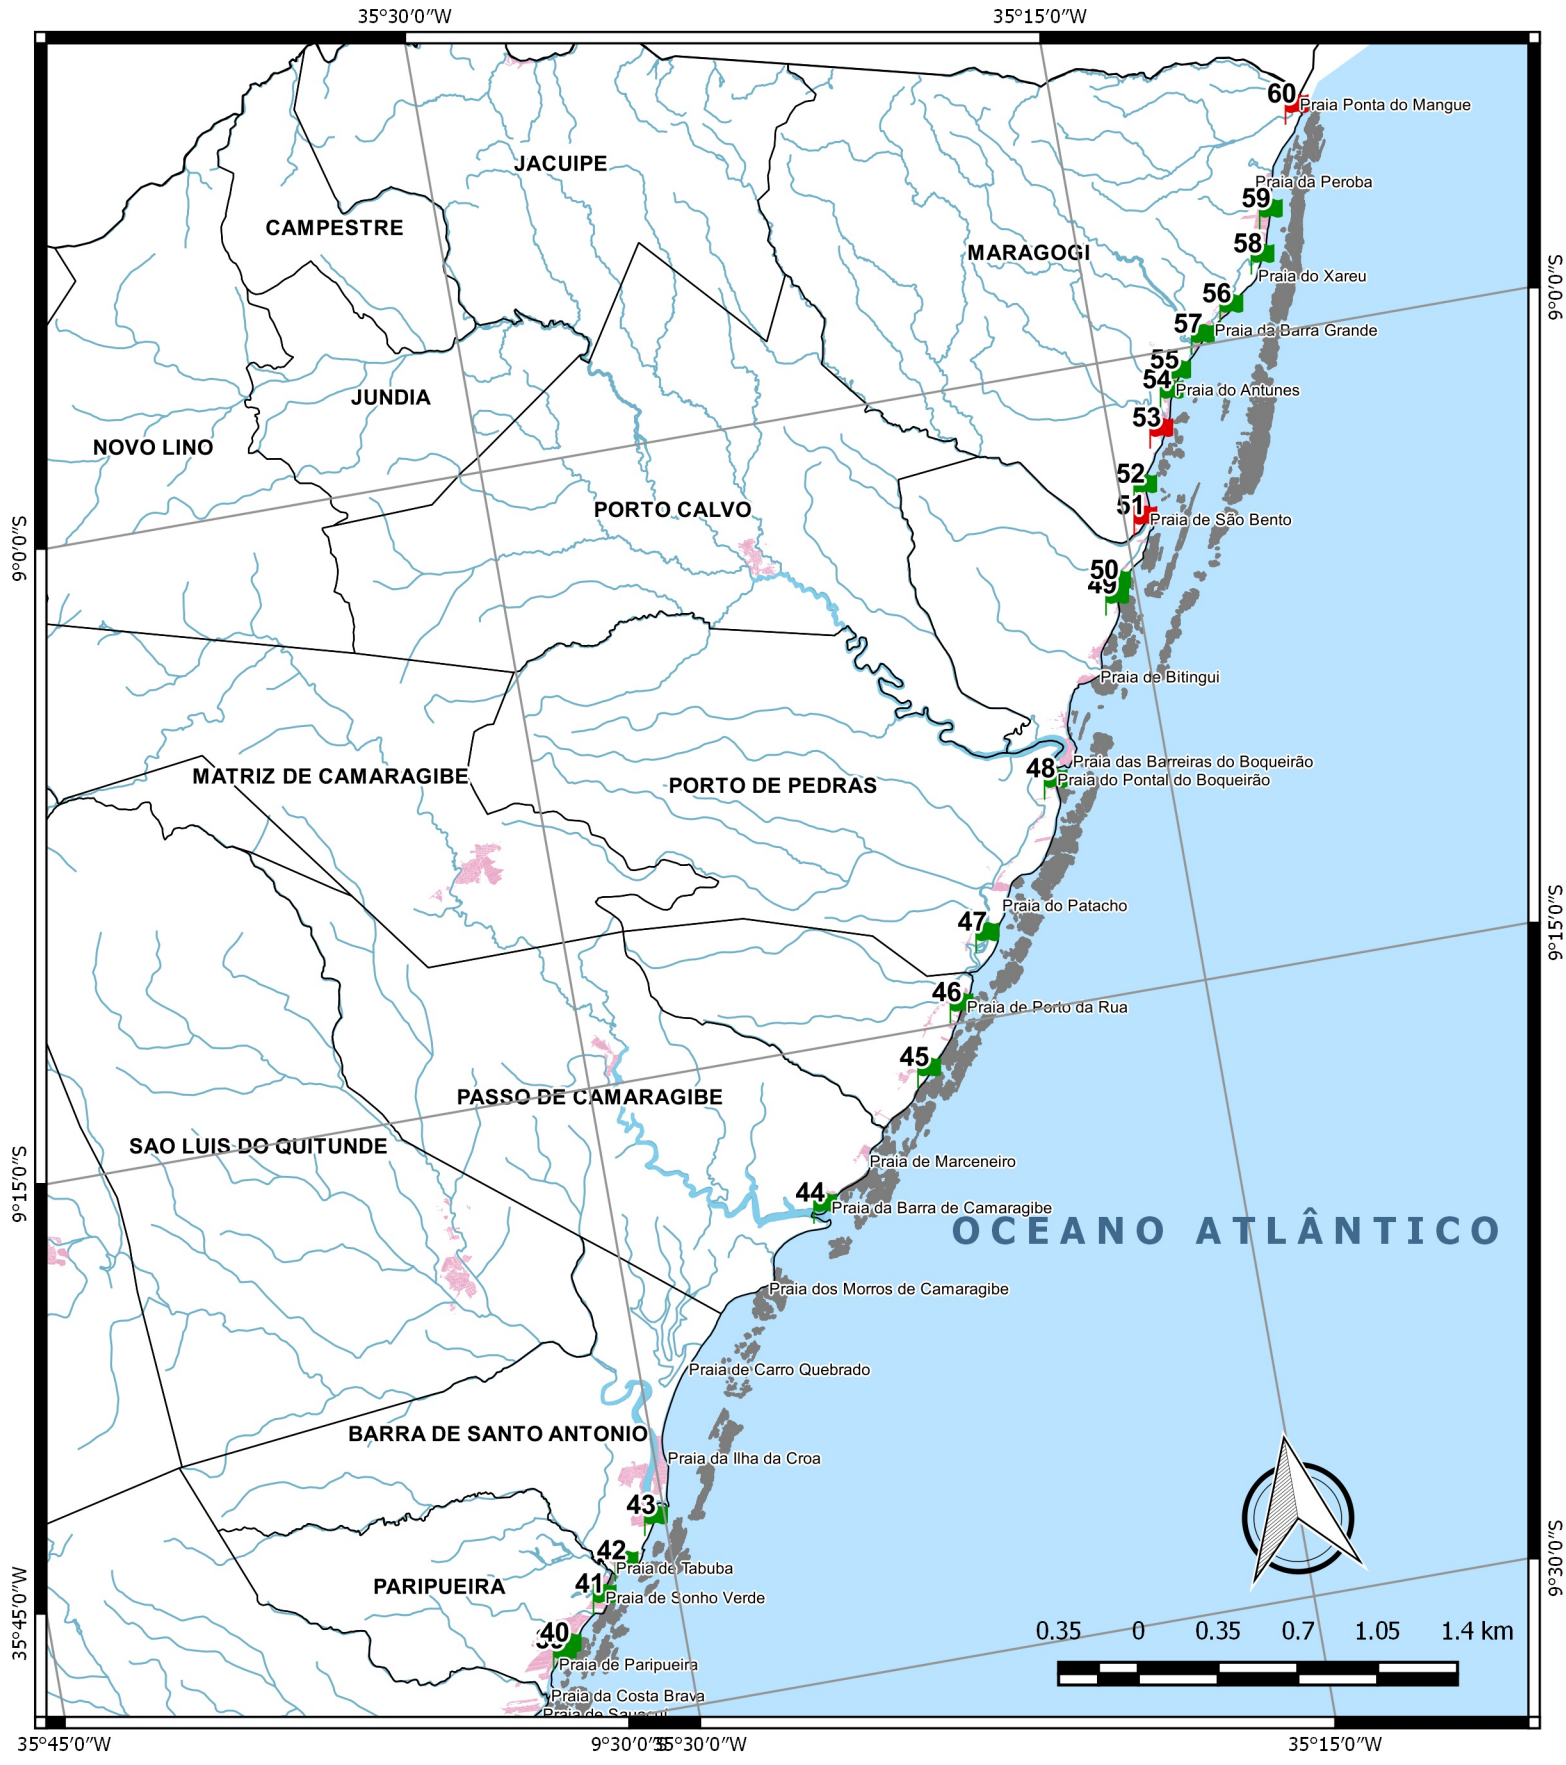 35°30′0″W
35°15′0″W
60
Praia Ponta do Mangue
JACUIPE
Praia da Peroba
59
CAMPESTRE
58
MARAGOGI
Praia do Xareu
9°0′0″S
56
57
Praia da Barra Grande
55
54
Praia do Antunes
JUNDIA
53
NOVO LINO
52
51
PORTO CALVO
Praia de São Bento
9°0′0″S
50
49
Praia de Bitingui
Praia das Barreiras do Boqueirão
48
MATRIZ DE CAMARAGIBE
Praia do Pontal do Boqueirão
PORTO DE PEDRAS
Praia do Patacho
47
9°15′0″S
46
Praia de Porto da Rua
45
PASSO DE CAMARAGIBE
SAO LUIS DO QUITUNDE
Praia de Marceneiro
9°15′0″S
44
Praia da Barra de Camaragibe
OCEANO ATLÂNTICO
Praia dos Morros de Camaragibe
Praia de Carro Quebrado
BARRA DE SANTO ANTONIO
Praia da Ilha da Croa
43
42
Praia de Tabuba
9°30′0″S
41
PARIPUEIRA
Praia de Sonho Verde
35°45′0″W
40
0.35 0 0.35 0.7 1.05 1.4 km
Praia de Paripueira
Praia da Costa Brava
Praia de Sauaçui
35°45′0″W
9°30′0″S
35°30′0″W
35°15′0″W